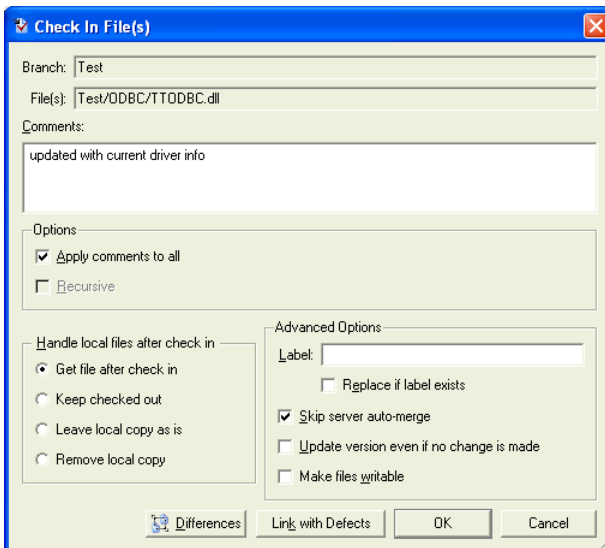 Check In File(s)
Branch: Test
File(s): Test/ODBC/TTODBC.dll
Comments:
updated with current driver info
Options
Apply comments to all
Recursive
Handle local files after check in
Get file after check in
Keep checked out
Leave local copy as is
Remove local copy
Advanced Options
Label:
Replace if label exists
Skip server auto-merge
Update version even if no change is made
Make files writable
Differences Link with Defects OK Cancel